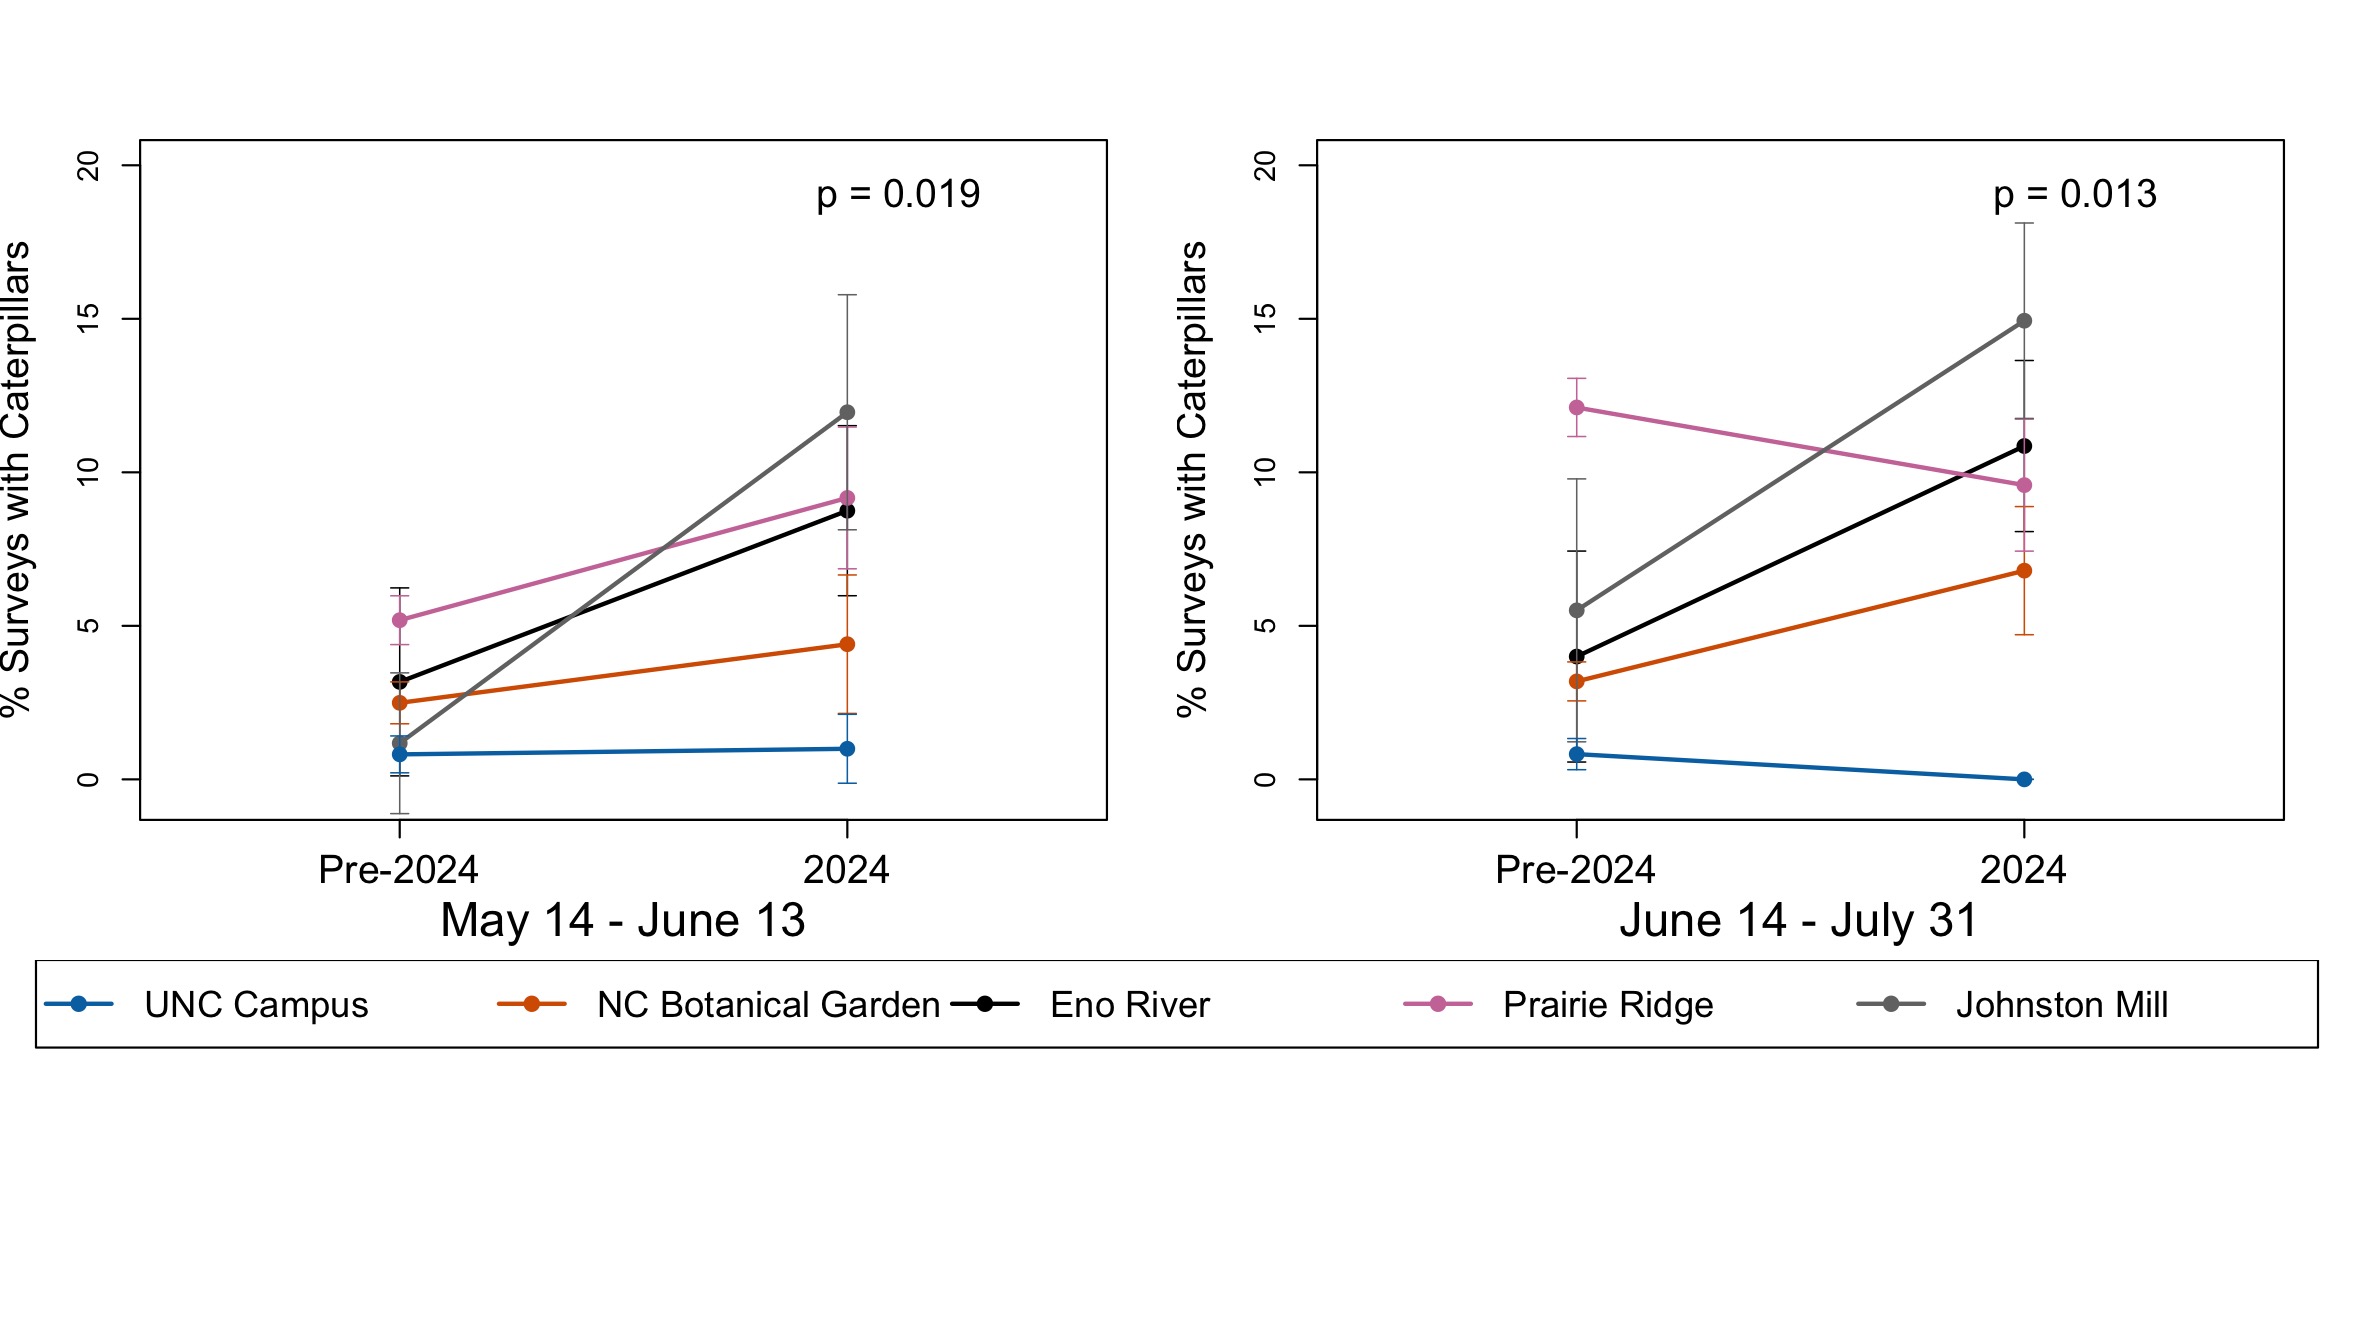 % Surveys with Caterpillars
20
15
10
5
0
p = 0.019
Pre-2024
2024
May 14 - June 13
% Surveys with Caterpillars
20
15
10
5
0
p = 0.013
Pre-2024
2024
June 14 - July 31
UNC Campus
NC Botanical Garden
Eno River
Prairie Ridge
Johnston Mill